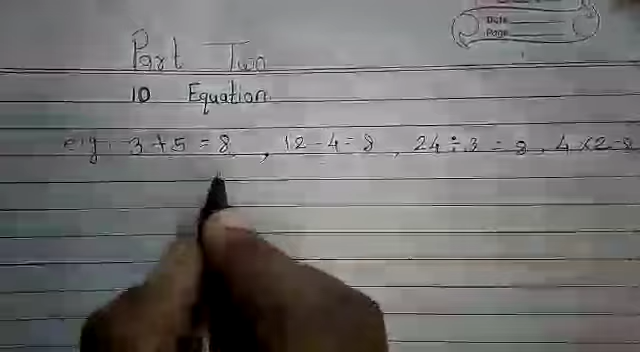 Date
Page
Part Two
10 Equation
e.g. 3+5=8, 12-4=8, 24÷3=8, 4×2=8